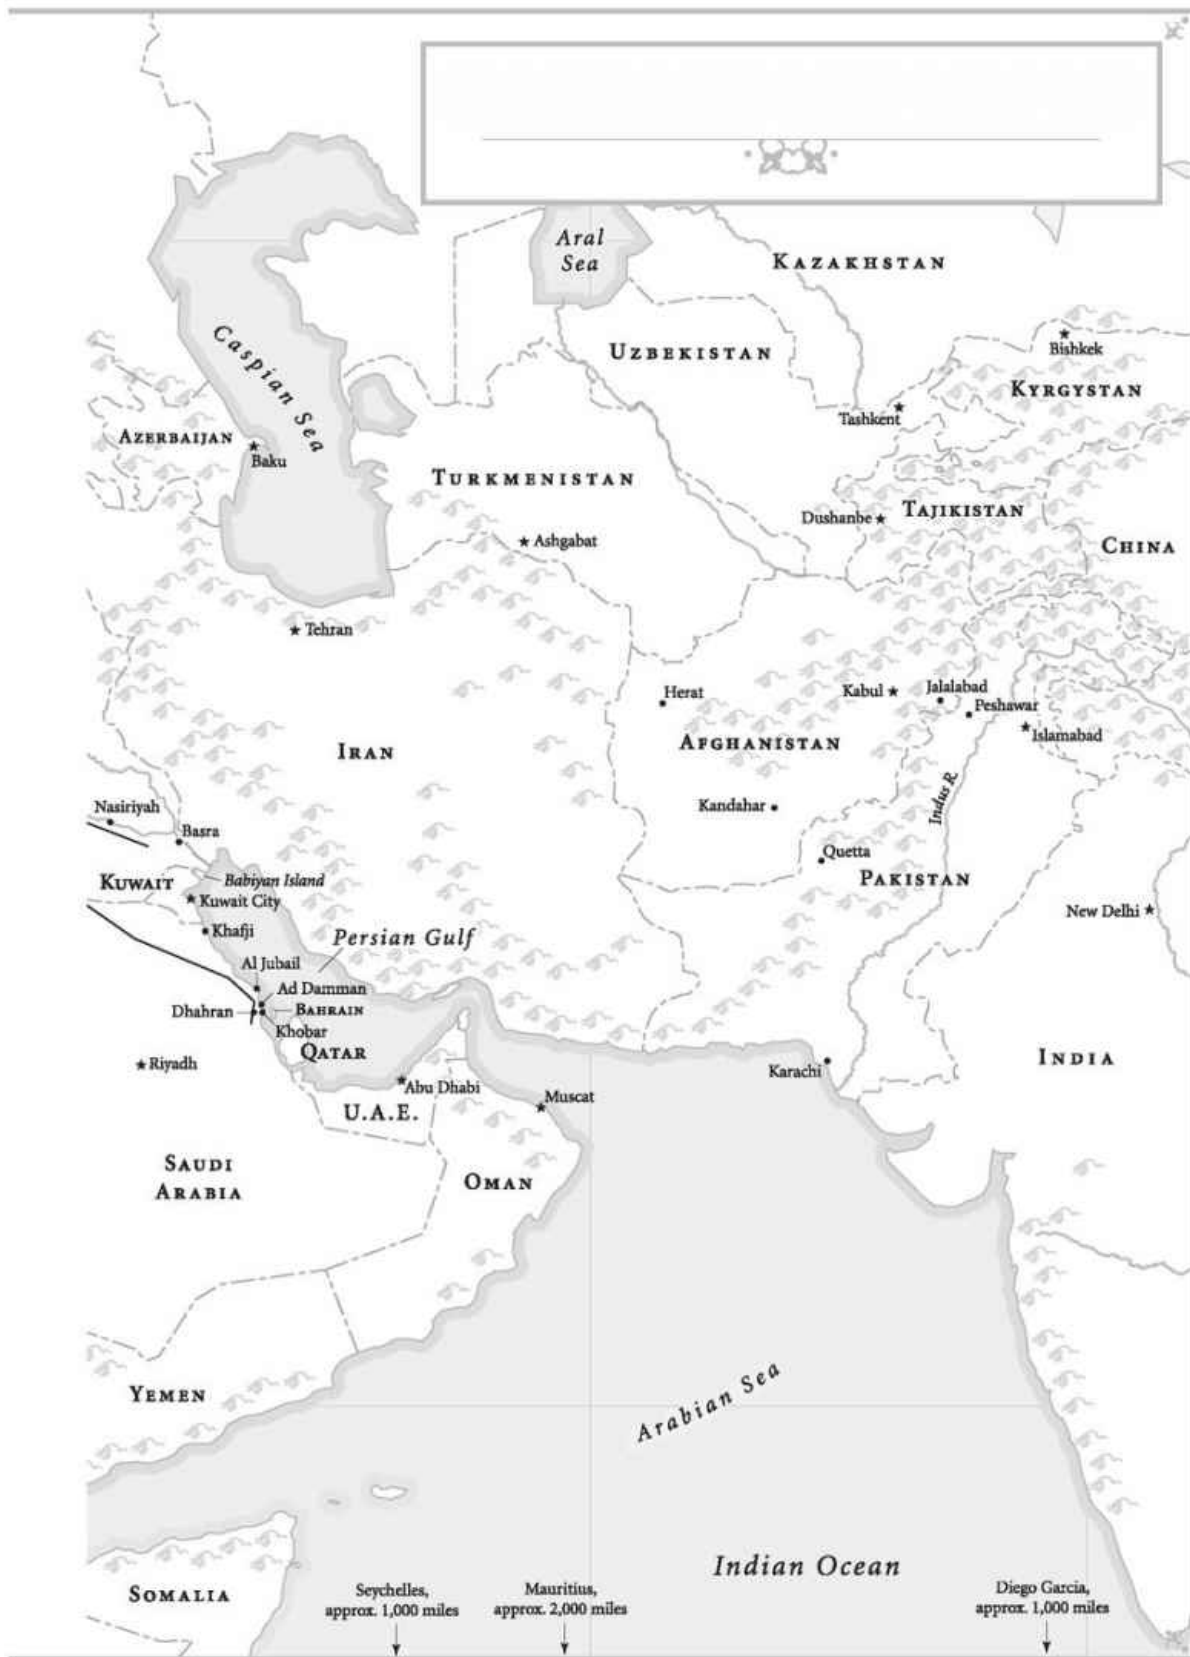 Aral
Sea
KAZAKHSTAN
Caspian Sea
UZBEKISTAN
Bishkek
KYRGYSTAN
Tashkent
AZERBAIJAN
Baku
TURKMENISTAN
Dushanbe
TAJIKISTAN
Ashgabat
CHINA
Tehran
Herat
Kabul
Jalalabad
Peshawar
Islamabad
IRAN
AFGHANISTAN
Indus R.
Nasiriyah
Kandahar
Basra
Quetta
KUWAIT
Babiyan Island
PAKISTAN
Kuwait City
New Delhi
Khafji
Persian Gulf
Al Jubail
Ad Damman
Dhahran
BAHRAIN
Khobar
QATAR
Riyadh
Karachi
INDIA
Abu Dhabi
Muscat
U.A.E.
SAUDI
ARABIA
OMAN
YEMEN
Arabian Sea
Indian Ocean
SOMALIA
Seychelles,
approx. 1,000 miles
Mauritius,
approx. 2,000 miles
Diego Garcia,
approx. 1,000 miles